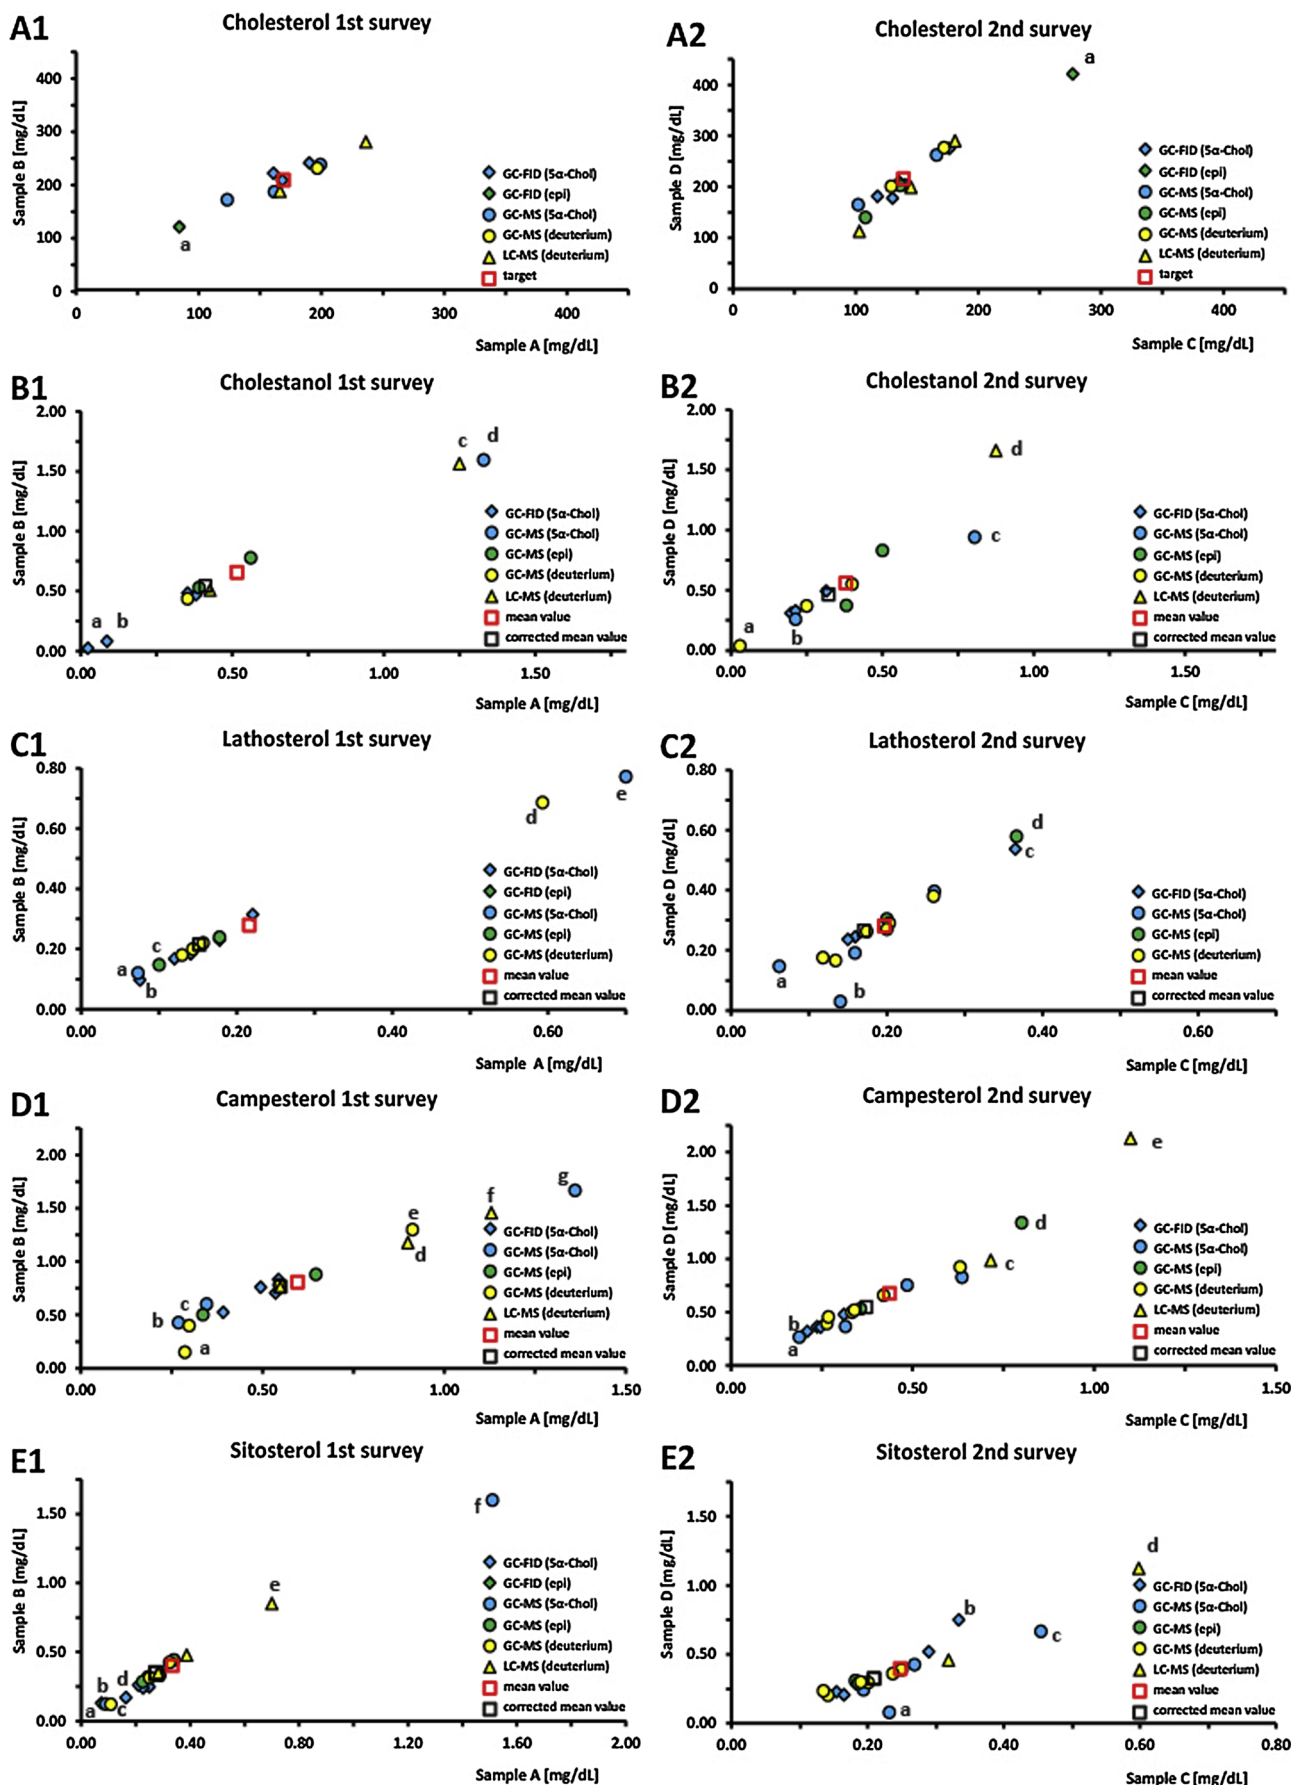 A1
Cholesterol 1st survey
Sample B [mg/dL]
400
300
200
100
0
a
GC-FID (5α-Chol)
GC-FID (epi)
GC-MS (5α-Chol)
GC-MS (deuterium)
LC-MS (deuterium)
target
0 100 200 300 400
Sample A [mg/dL]
A2
Cholesterol 2nd survey
Sample D [mg/dL]
400
300
200
100
0
a
GC-FID (5α-Chol)
GC-FID (epi)
GC-MS (5α-Chol)
GC-MS (epi)
GC-MS (deuterium)
LC-MS (deuterium)
target
0 100 200 300 400
Sample C [mg/dL]
B1
Cholestanol 1st survey
Sample B [mg/dL]
2.00
1.50
1.00
0.50
0.00
c d
a b
GC-FID (5α-Chol)
GC-MS (5α-Chol)
GC-MS (epi)
GC-MS (deuterium)
LC-MS (deuterium)
mean value
corrected mean value
0.00 0.50 1.00 1.50
Sample A [mg/dL]
B2
Cholestanol 2nd survey
Sample D [mg/dL]
2.00
1.50
1.00
0.50
0.00
d
c
a
b
GC-FID (5α-Chol)
GC-MS (5α-Chol)
GC-MS (epi)
GC-MS (deuterium)
LC-MS (deuterium)
mean value
corrected mean value
0.00 0.50 1.00 1.50
Sample C [mg/dL]
C1
Lathosterol 1st survey
Sample B [mg/dL]
0.80
0.60
0.40
0.20
0.00
e
d
c
a
b
GC-FID (5α-Chol)
GC-FID (epi)
GC-MS (5α-Chol)
GC-MS (epi)
GC-MS (deuterium)
mean value
corrected mean value
0.00 0.20 0.40 0.60
Sample A [mg/dL]
C2
Lathosterol 2nd survey
Sample D [mg/dL]
0.80
0.60
0.40
0.20
0.00
d
c
a
b
GC-FID (5α-Chol)
GC-MS (5α-Chol)
GC-MS (epi)
GC-MS (deuterium)
mean value
corrected mean value
0.00 0.20 0.40 0.60
Sample C [mg/dL]
D1
Campesterol 1st survey
Sample B [mg/dL]
2.00
1.50
1.00
0.50
0.00
g
f
e
d
c
b
a
GC-FID (5α-Chol)
GC-MS (5α-Chol)
GC-MS (epi)
GC-MS (deuterium)
LC-MS (deuterium)
mean value
corrected mean value
0.00 0.50 1.00 1.50
Sample A [mg/dL]
D2
Campesterol 2nd survey
Sample D [mg/dL]
2.00
1.50
1.00
0.50
0.00
e
d
c
b
a
GC-FID (5α-Chol)
GC-MS (5α-Chol)
GC-MS (epi)
GC-MS (deuterium)
LC-MS (deuterium)
mean value
corrected mean value
0.00 0.50 1.00 1.50
Sample C [mg/dL]
E1
Sitosterol 1st survey
Sample B [mg/dL]
1.50
1.00
0.50
0.00
f
e
b d
a c
GC-FID (5α-Chol)
GC-FID (epi)
GC-MS (5α-Chol)
GC-MS (epi)
GC-MS (deuterium)
LC-MS (deuterium)
mean value
corrected mean value
0.00 0.40 0.80 1.20 1.60 2.00
Sample A [mg/dL]
E2
Sitosterol 2nd survey
Sample D [mg/dL]
1.50
1.00
0.50
0.00
d
b
c
a
GC-FID (5α-Chol)
GC-MS (5α-Chol)
GC-MS (epi)
GC-MS (deuterium)
LC-MS (deuterium)
mean value
corrected mean value
0.00 0.20 0.40 0.60 0.80
Sample C [mg/dL]